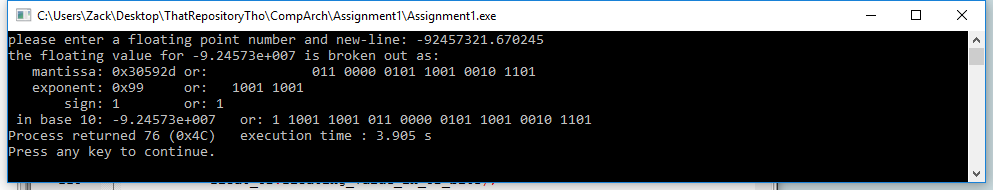 C:\Users\Zack\Desktop\ThatRepositoryTho\CompArch\Assignment1\Assignment1.exe
please enter a floating point number and new-line: -92457321.670245
the floating value for -9.24573e+007 is broken out as:
mantissa: 0x30592d or: 011 0000 0101 1001 0010 1101
exponent: 0x99 or: 1001 1001
sign: 1 or: 1
in base 10: -9.24573e+007 or: 1 1001 1001 011 0000 0101 1001 0010 1101
Process returned 76 (0x4C) execution time : 3.905 s
Press any key to continue.